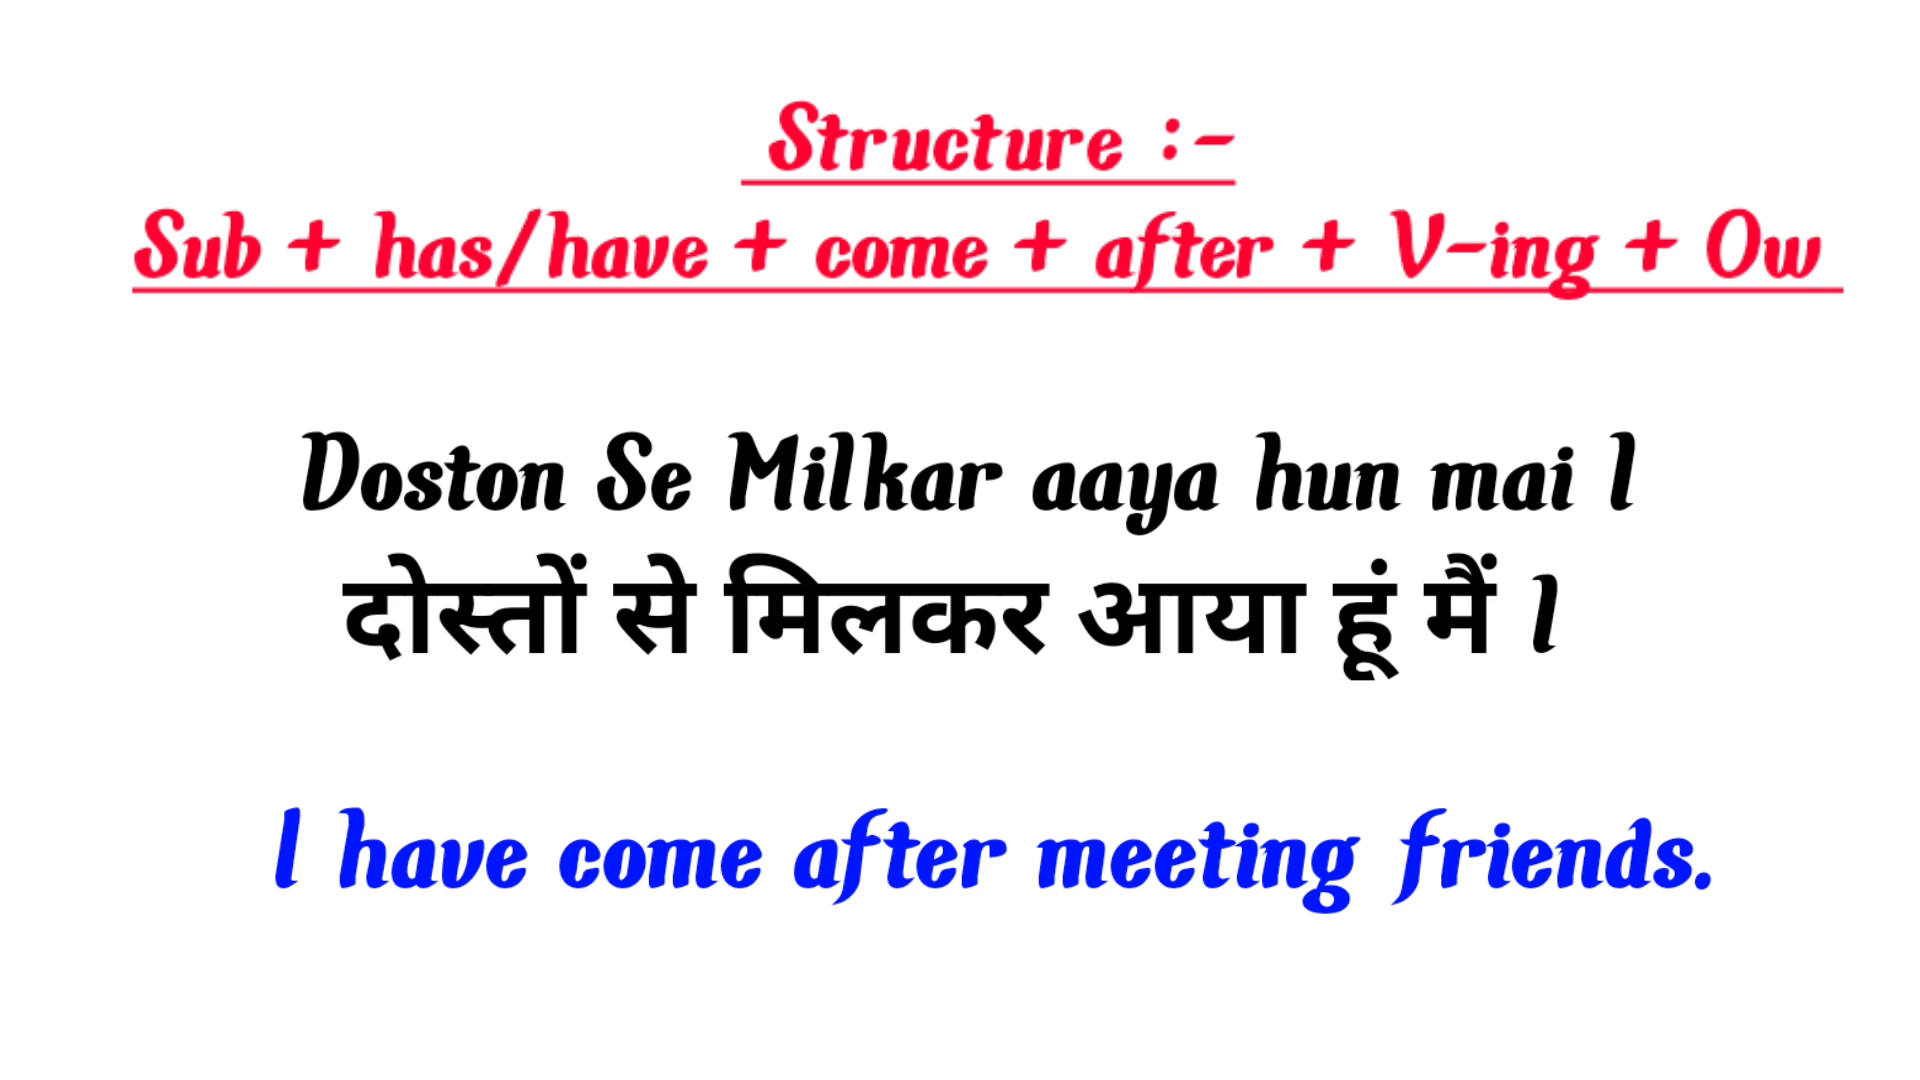 Structure :-
Sub + has/have + come + after + V-ing + Ow
Doston Se Milkar aaya hun mai l
दोस्तों से मिलकर आया हूं मैं l
I have come after meeting friends.